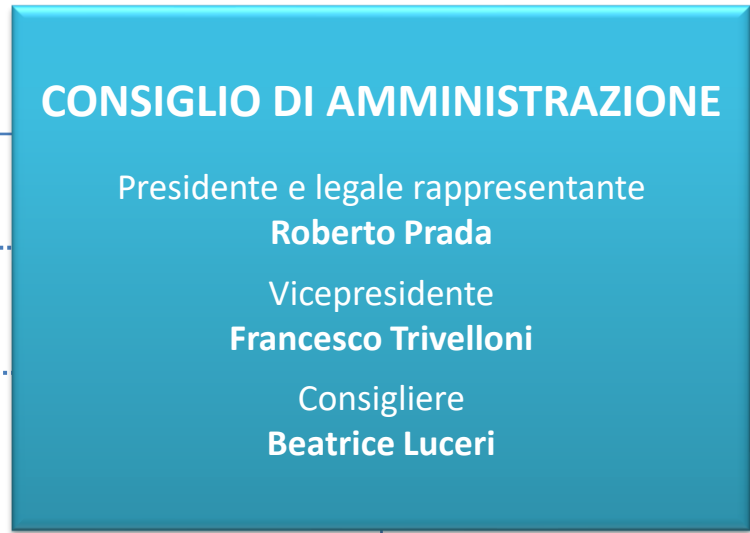 CONSIGLIO DI AMMINISTRAZIONE
Presidente e legale rappresentante
Roberto Prada
Vicepresidente
Francesco Trivelloni
Consigliere
Beatrice Luceri